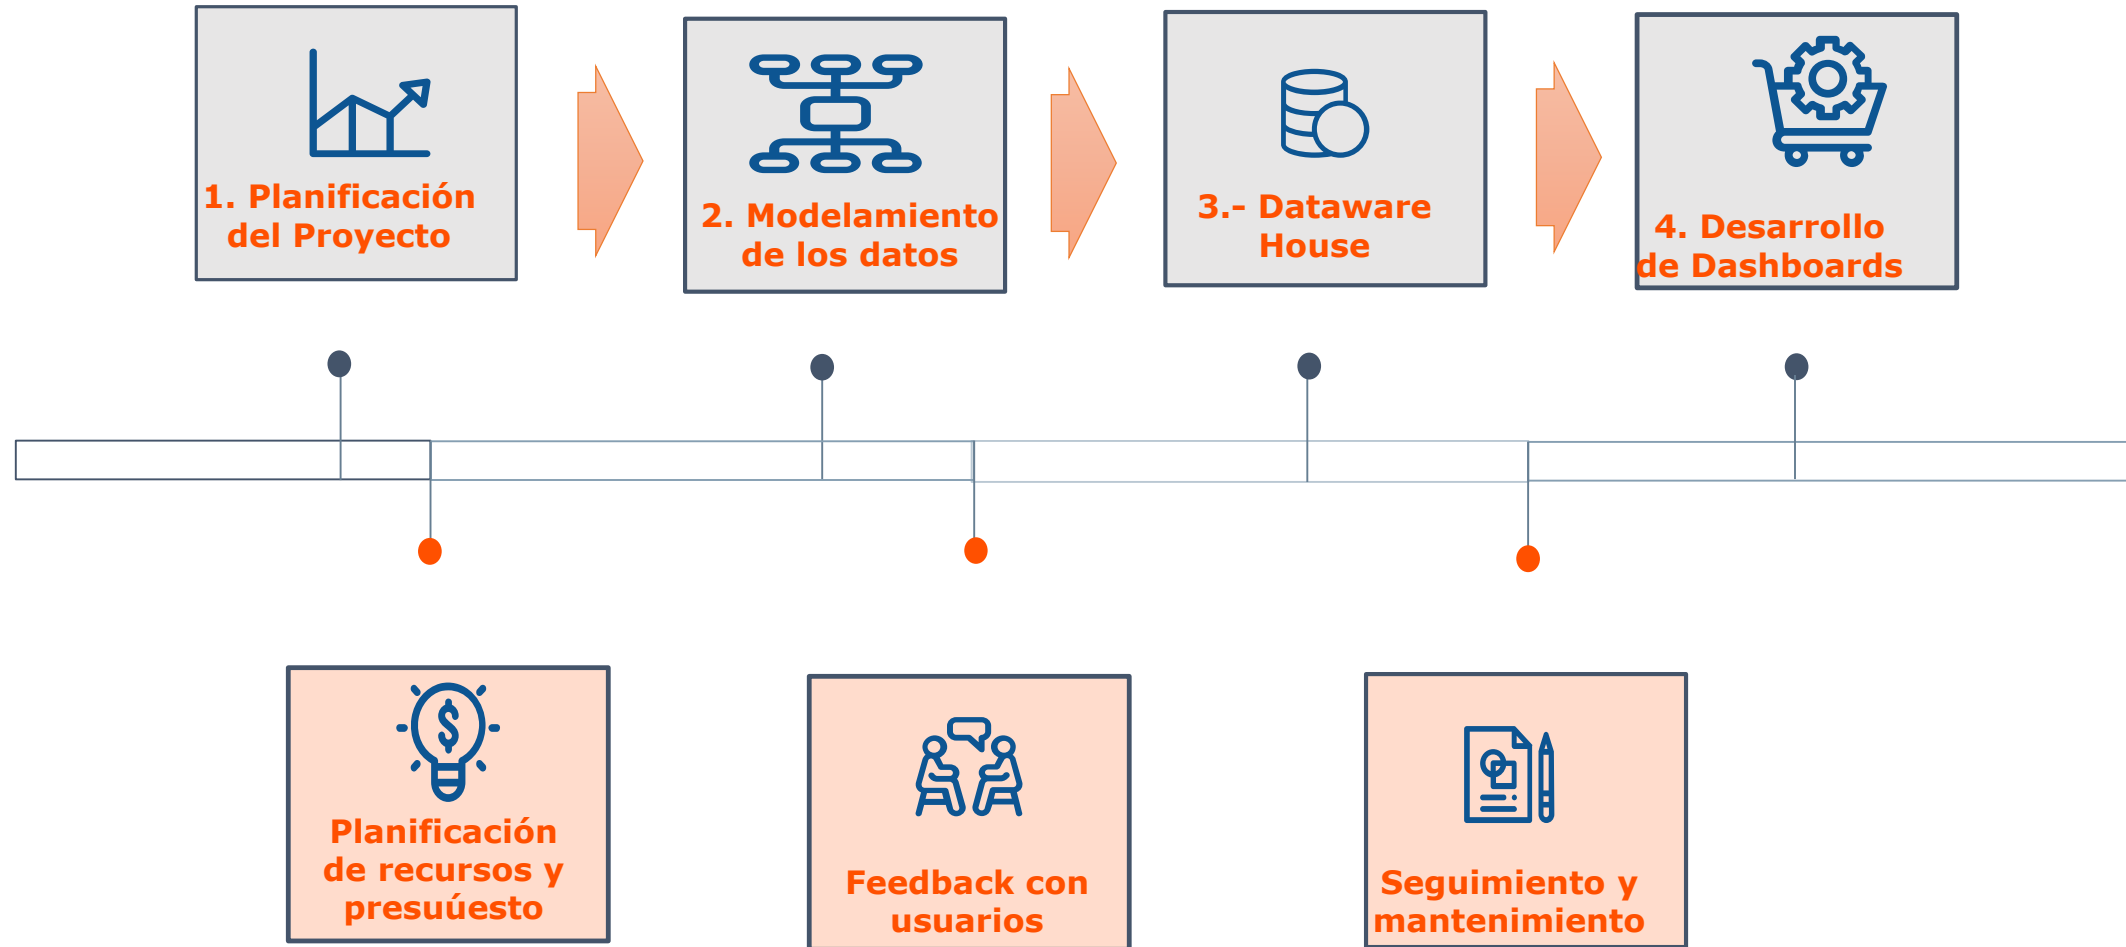 1. Planificación
del Proyecto
2. Modelamiento
de los datos
3.- Dataware
House
4. Desarrollo
de Dashboards
$
Planificación
de recursos y
presuúesto
Feedback con
usuarios
Seguimiento y
mantenimiento